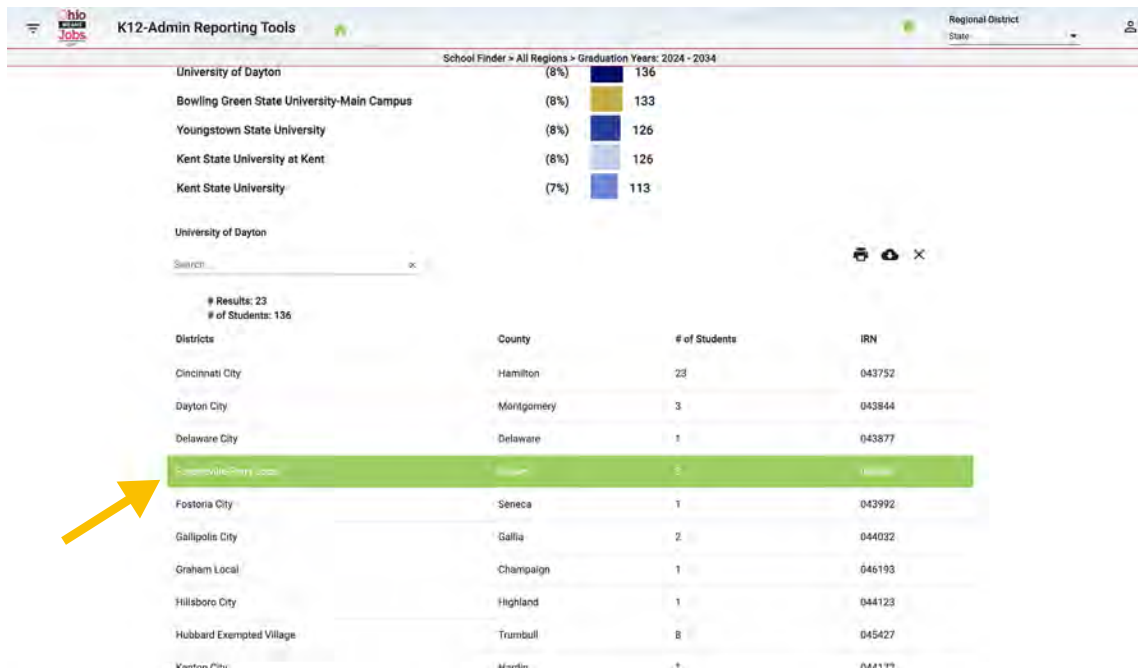 Ohio
Jobs
K12-Admin Reporting Tools
Regional District
State
School Finder > All Regions > Graduation Years: 2024 - 2034
University of Dayton (8%) 136
Bowling Green State University-Main Campus (8%) 133
Youngstown State University (8%) 126
Kent State University at Kent (8%) 126
Kent State University (7%) 113
University of Dayton
Search...
# Results: 23
# of Students: 136
Districts County # of Students IRN
Cincinnati City Hamilton 23 043752
Dayton City Montgomery 3 043844
Delaware City Delaware 1 043877
Fostoria City Seneca 1 043992
Gallipolis City Gallia 2 044032
Graham Local Champaign 1 046193
Hillsboro City Highland 1 044123
Hubbard Exempted Village Trumbull 8 045427
Kenton City Hardin